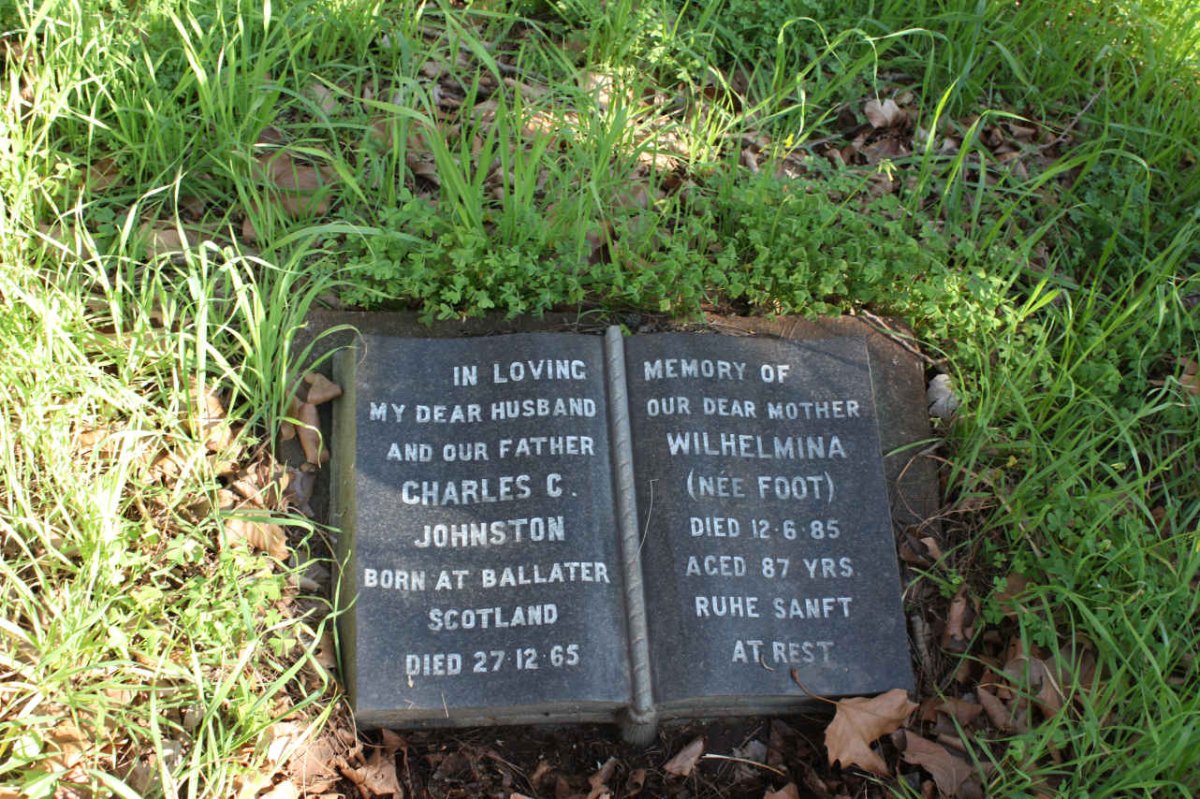 IN LOVING
MY DEAR HUSBAND
AND OUR FATHER
CHARLES C.
JOHNSTON
BORN AT BALLATER
SCOTLAND
DIED 27·12·65
MEMORY OF
OUR DEAR MOTHER
WILHELMINA
(NÉE FOOT)
DIED 12·6·85
AGED 87 YRS
RUHE SANFT
AT REST